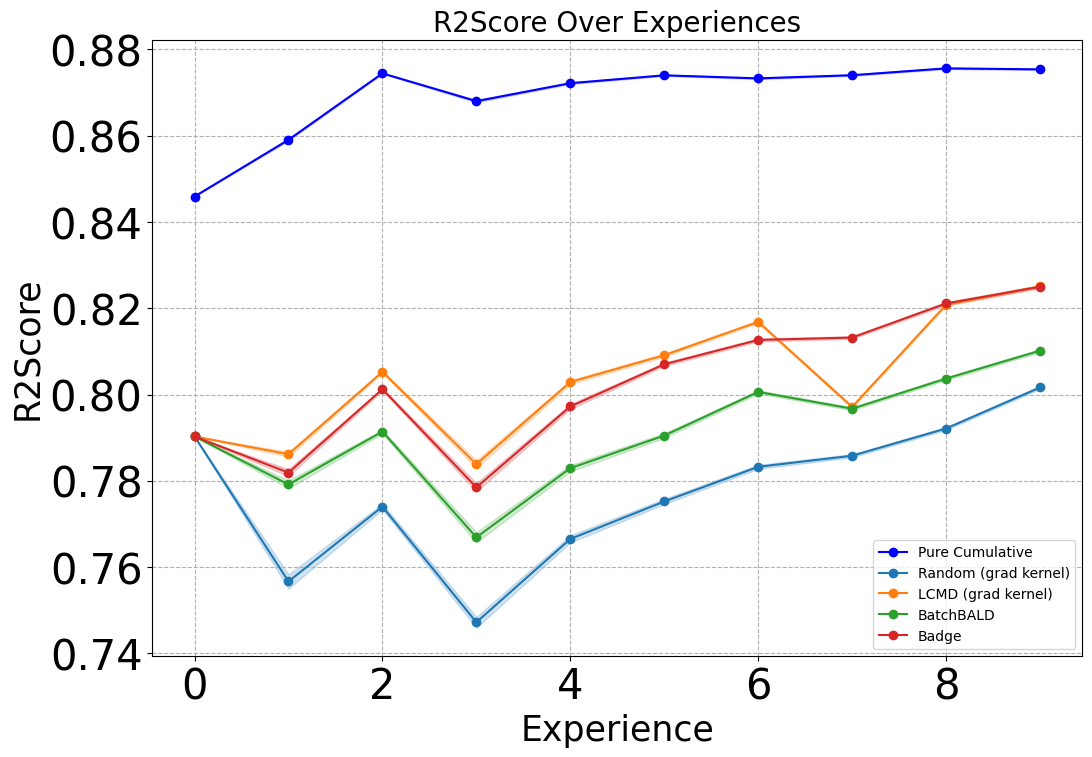 R2Score Over Experiences
0.88
0.86
0.84
0.82
0.80
0.78
0.76
0.74
R2Score
0 2 4 6 8
Experience
Pure Cumulative
Random (grad kernel)
LCMD (grad kernel)
BatchBALD
Badge